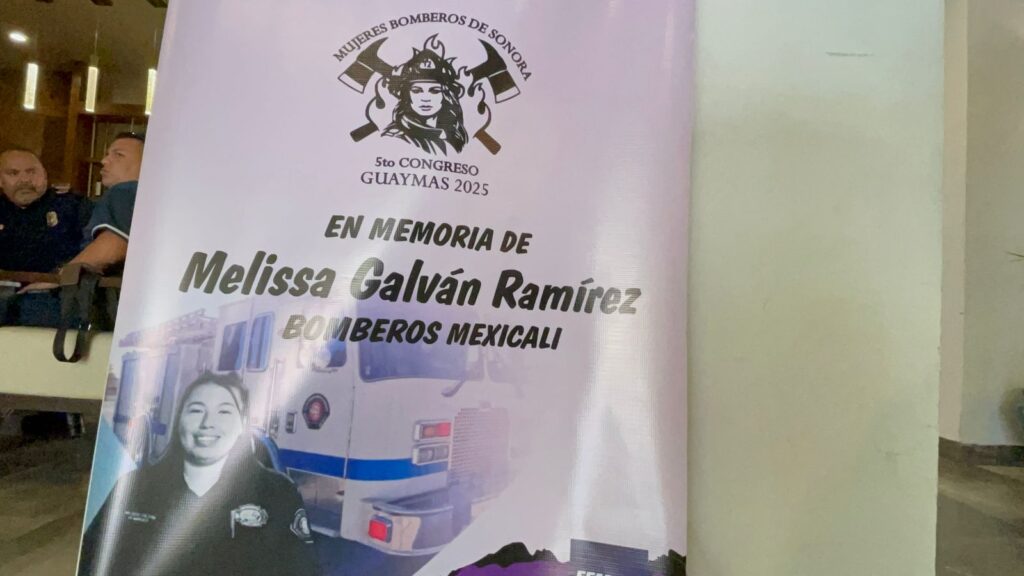 MUJERES BOMBEROS DE SONORA
5to CONGRESO
GUAYMAS 2025
EN MEMORIA DE
Melissa Galván Ramírez
BOMBEROS MEXICALI